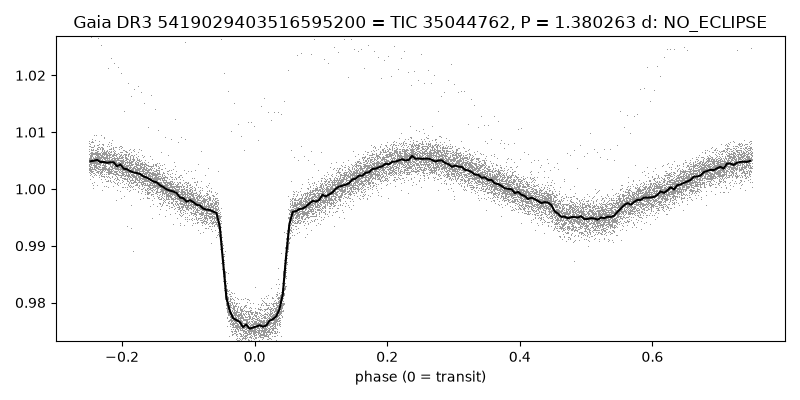 Gaia DR3 5419029403516595200 = TIC 35044762, P = 1.380263 d: NO_ECLIPSE
1.02
1.01
1.00
0.99
0.98
−0.2 0.0 0.2 0.4 0.6
phase (0 = transit)